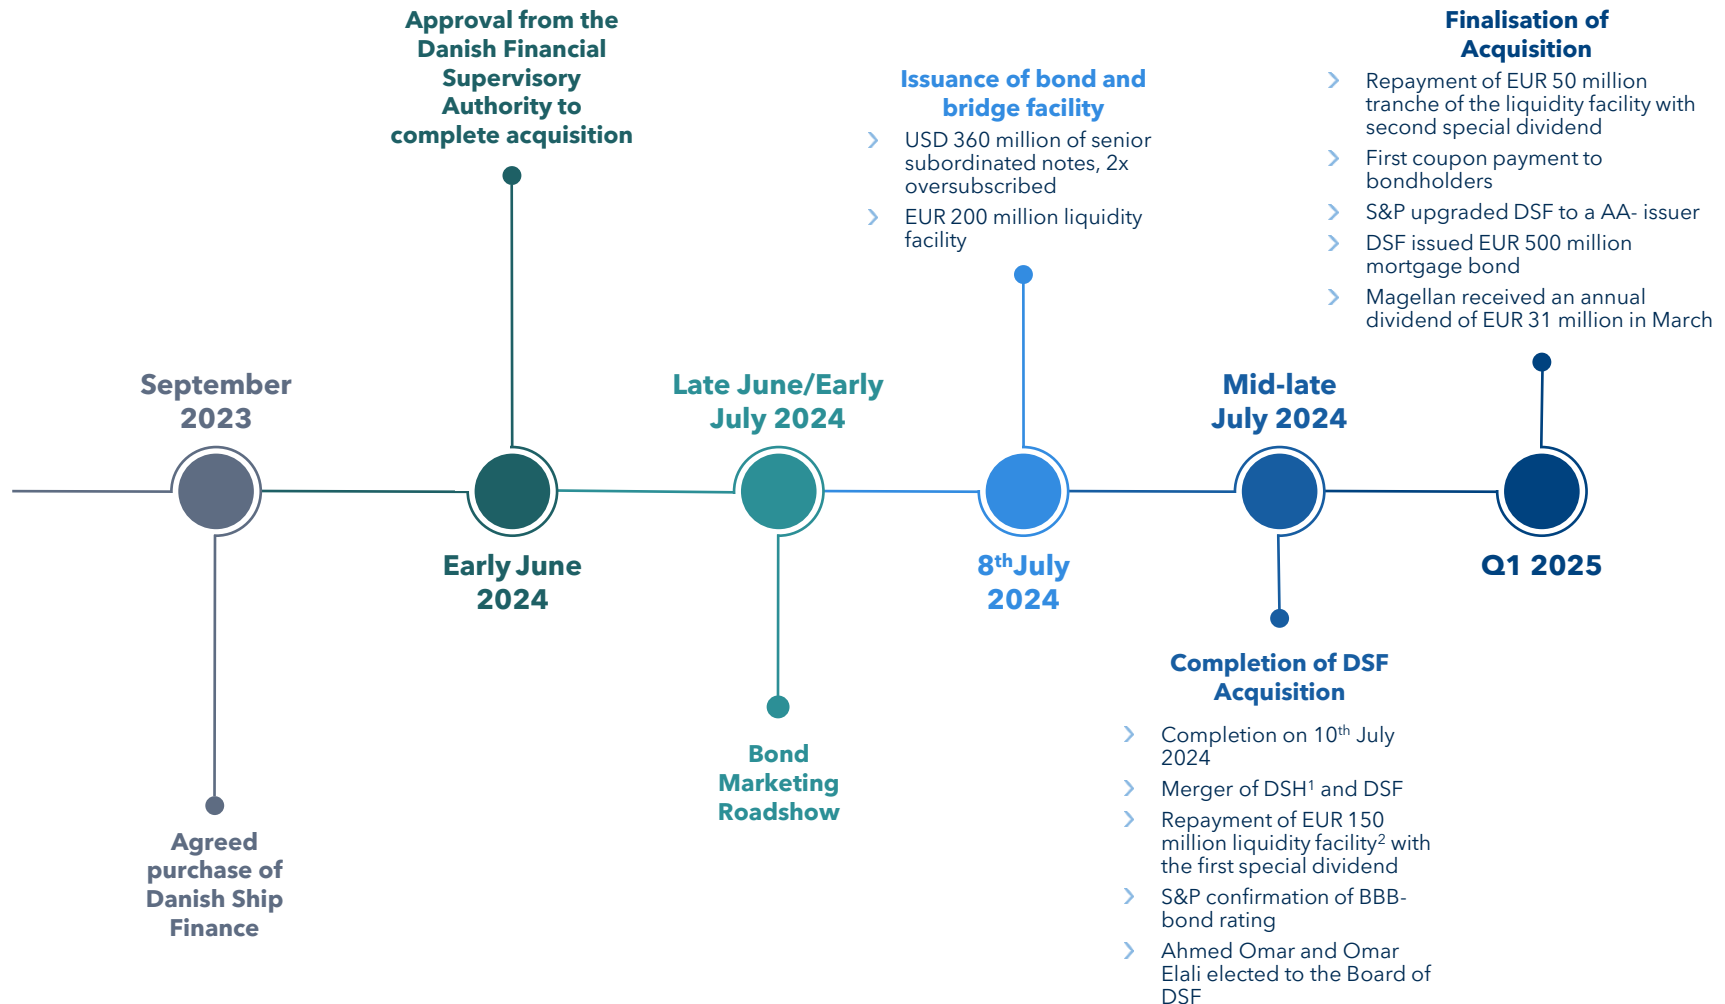 September
2023
Agreed
purchase of
Danish Ship
Finance
Approval from the
Danish Financial
Supervisory
Authority to
complete acquisition
Early June
2024
Late June/Early
July 2024
Bond
Marketing
Roadshow
Issuance of bond and
bridge facility
USD 360 million of senior
subordinated notes, 2x
oversubscribed
EUR 200 million liquidity
facility
8th July
2024
Mid-late
July 2024
Completion of DSF
Acquisition
Completion on 10th July
2024
Merger of DSH1 and DSF
Repayment of EUR 150
million liquidity facility2 with
the first special dividend
S&P confirmation of BBB-
bond rating
Ahmed Omar and Omar
Elali elected to the Board of
DSF
Finalisation of
Acquisition
Repayment of EUR 50 million
tranche of the liquidity facility with
second special dividend
First coupon payment to
bondholders
S&P upgraded DSF to a AA- issuer
DSF issued EUR 500 million
mortgage bond
Magellan received an annual
dividend of EUR 31 million in March
Q1 2025